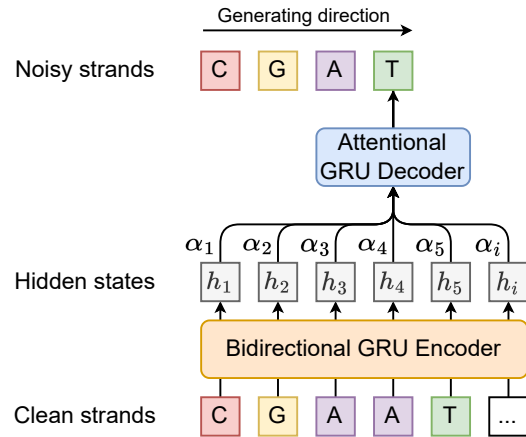 Generating direction
Noisy strands C G A T
Attentional
GRU Decoder
α₁ α₂ α₃ α₄ α₅ αᵢ
Hidden states h₁ h₂ h₃ h₄ h₅ hᵢ
Bidirectional GRU Encoder
Clean strands C G A A T ...